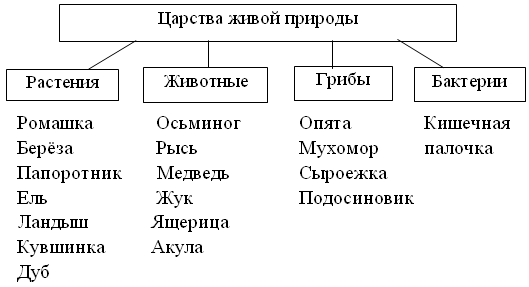 Царства живой природы
Растения
Животные
Грибы
Бактерии
Ромашка
Берёза
Папоротник
Ель
Ландыш
Кувшинка
Дуб
Осьминог
Рысь
Медведь
Жук
Ящерица
Акула
Опята
Мухомор
Сыроежка
Подосиновик
Кишечная
палочка